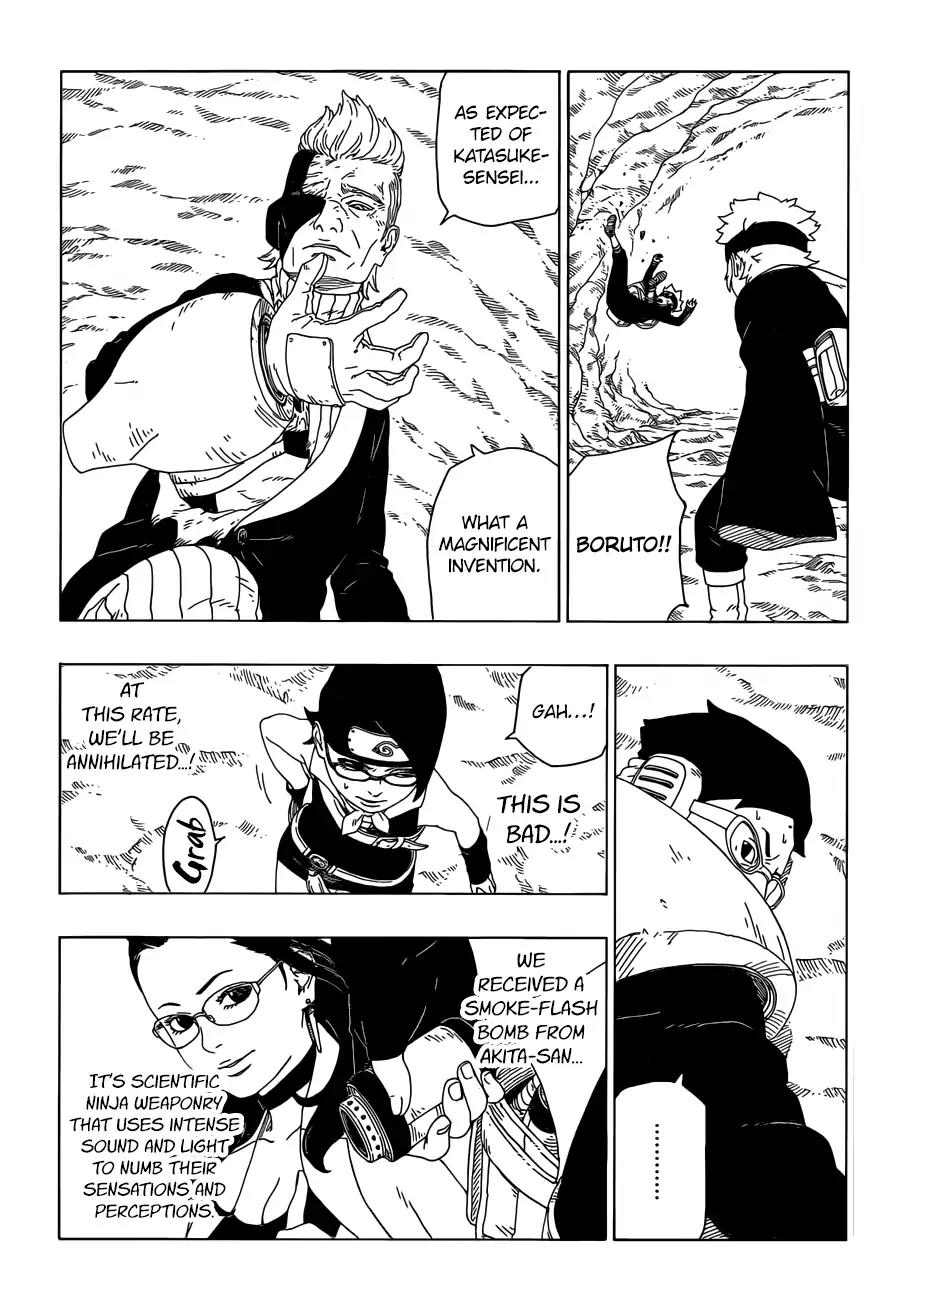 BORUTO!!
AS EXPEC-
TED OF
KATASUKE-
SENSEI...
WHAT A
MAGNIFICENT
INVENTION.
.........
GAH...!
THIS IS
BAD...!
AT
THIS RATE,
WE'LL BE
ANNIHILATED...!
Grab
WE
RECEIVED A
SMOKE-FLASH
BOMB FROM
AKITA-SAN...
IT'S SCIENTIFIC
NINJA WEAPONRY
THAT USES INTENSE
SOUND AND LIGHT
TO NUMB THEIR
SENSATIONS AND
PERCEPTIONS.